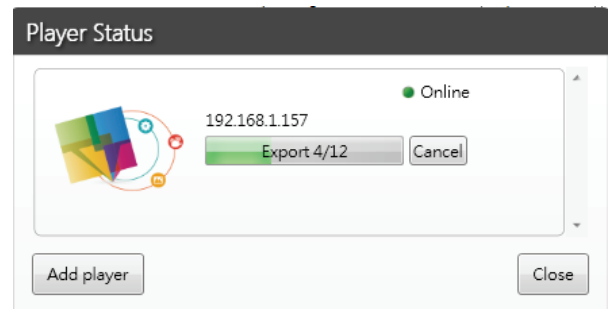 Player Status
Online
192.168.1.157
Export 4/12 Cancel
Add player Close